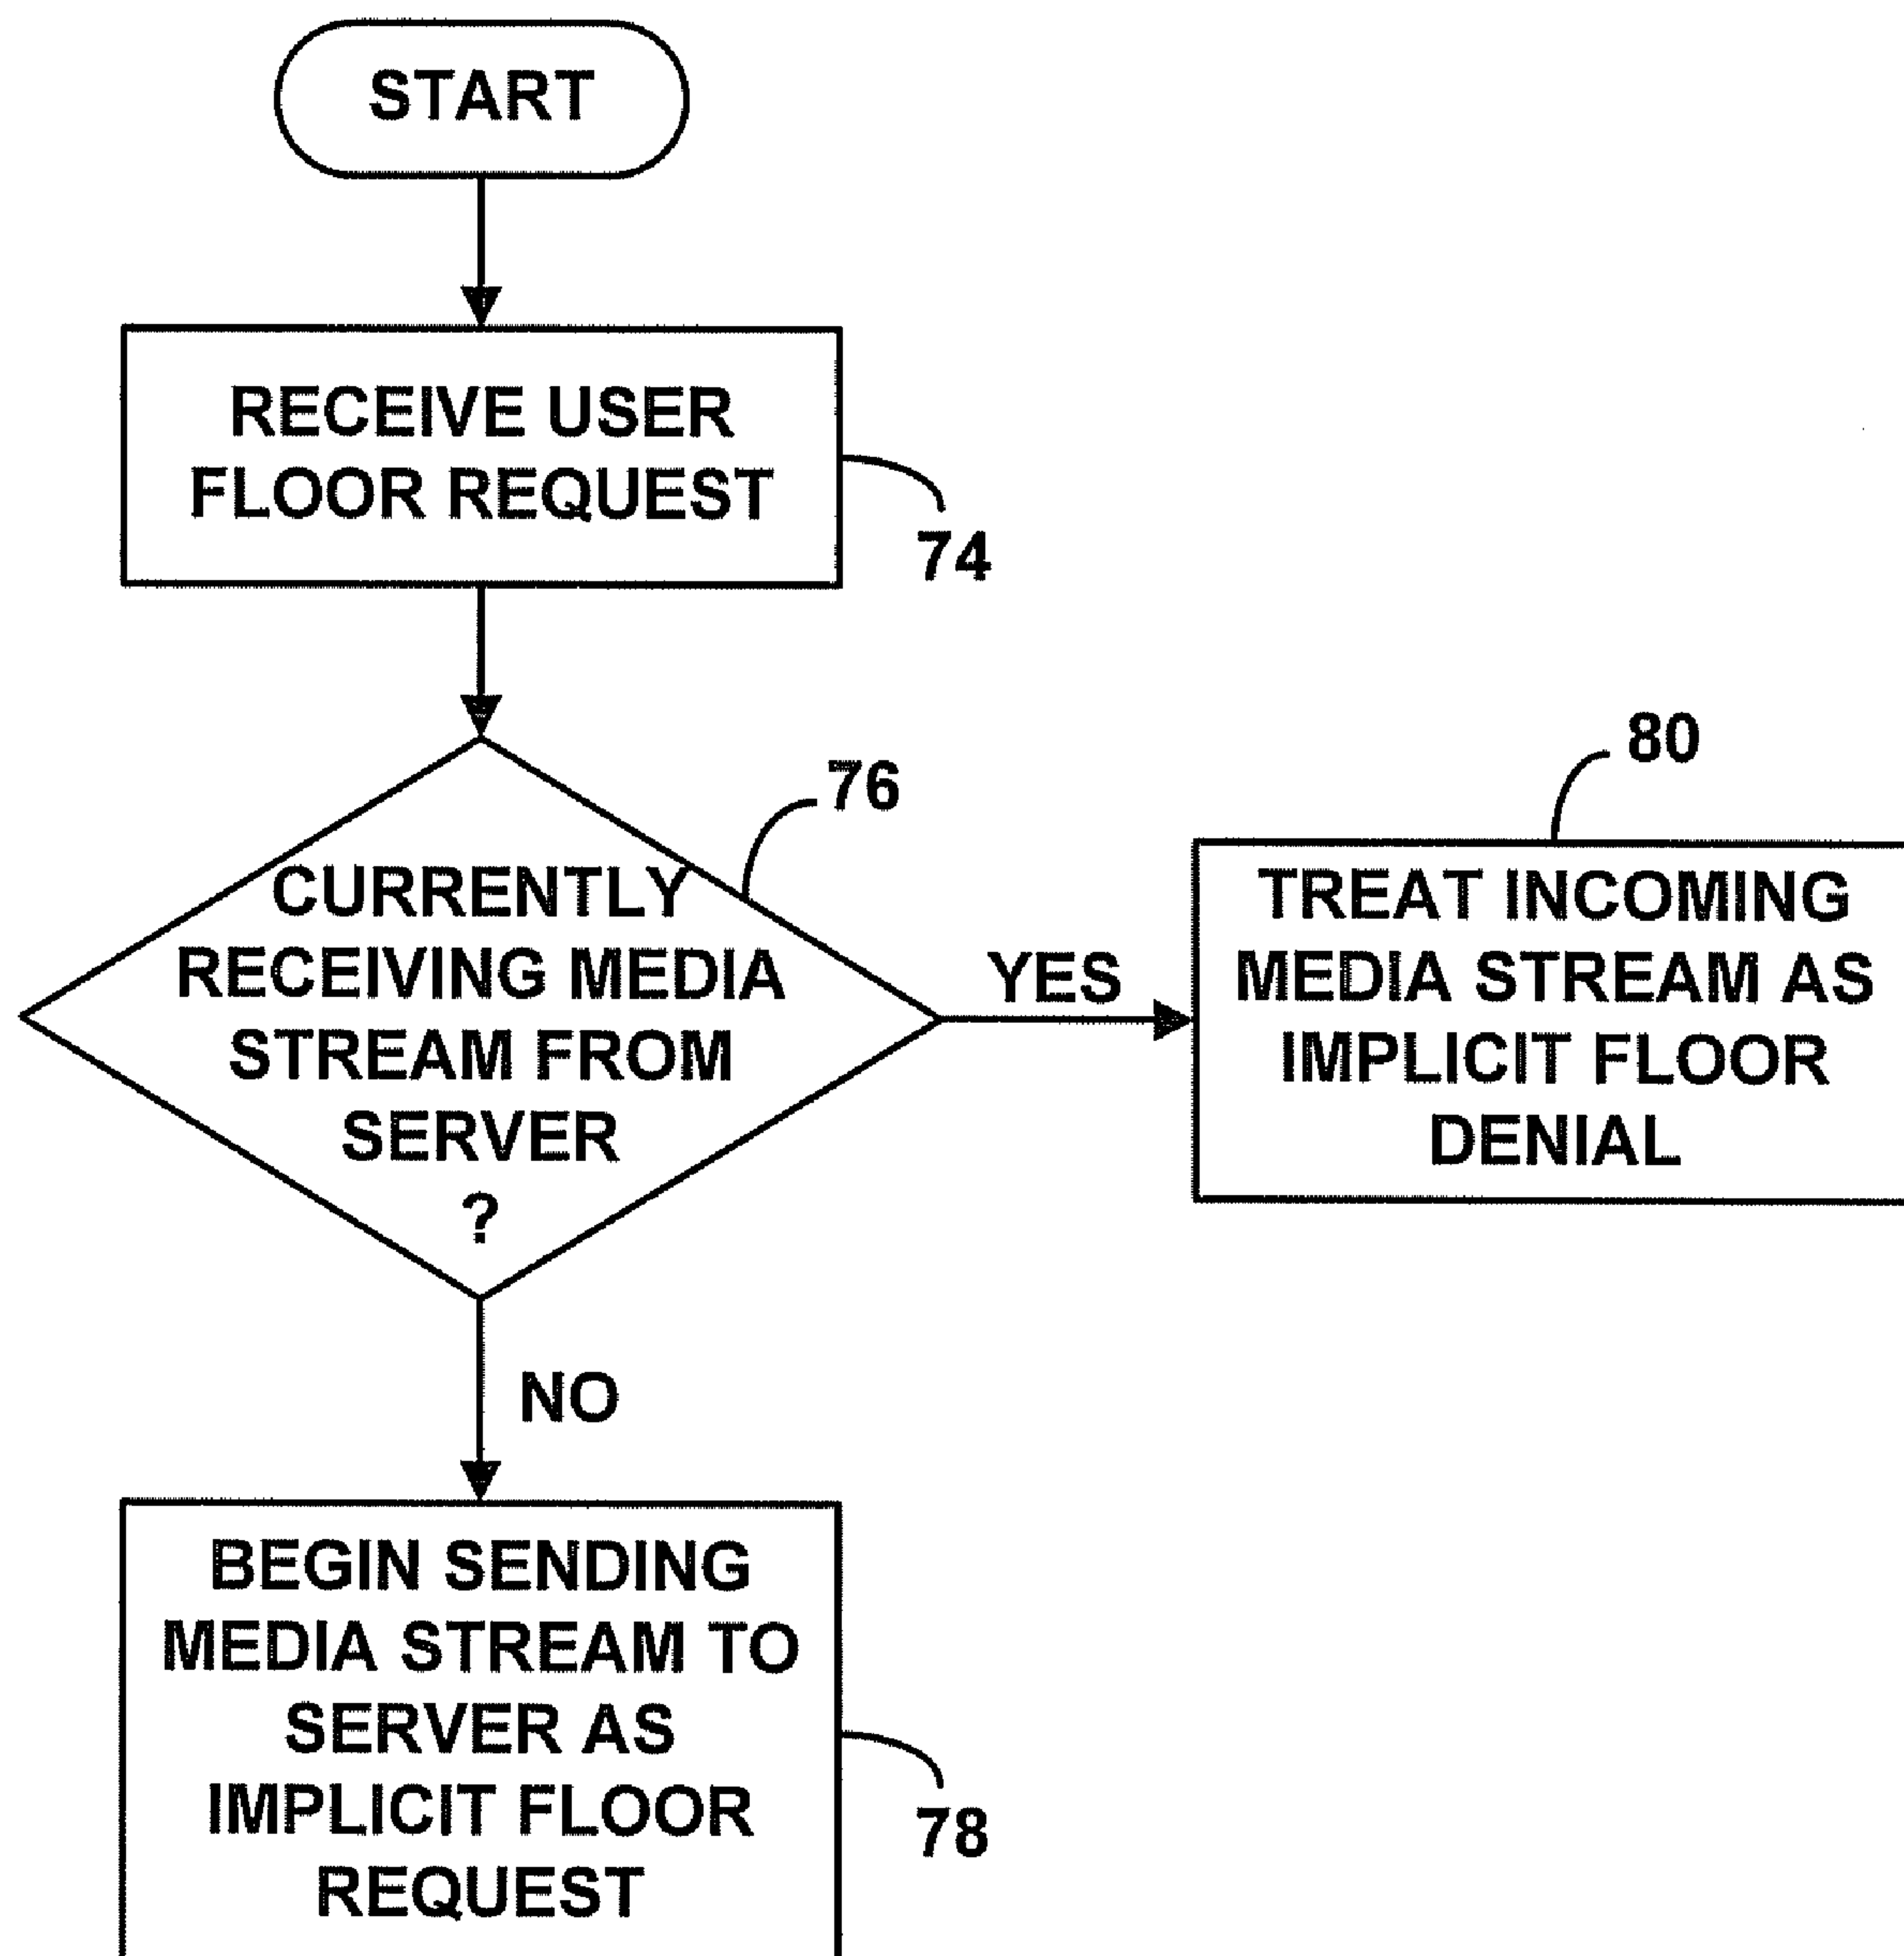 START
RECEIVE USER
FLOOR REQUEST
74
76
CURRENTLY
RECEIVING MEDIA
STREAM FROM
SERVER
?
YES
80
TREAT INCOMING
MEDIA STREAM AS
IMPLICIT FLOOR
DENIAL
NO
BEGIN SENDING
MEDIA STREAM TO
SERVER AS
IMPLICIT FLOOR
REQUEST
78